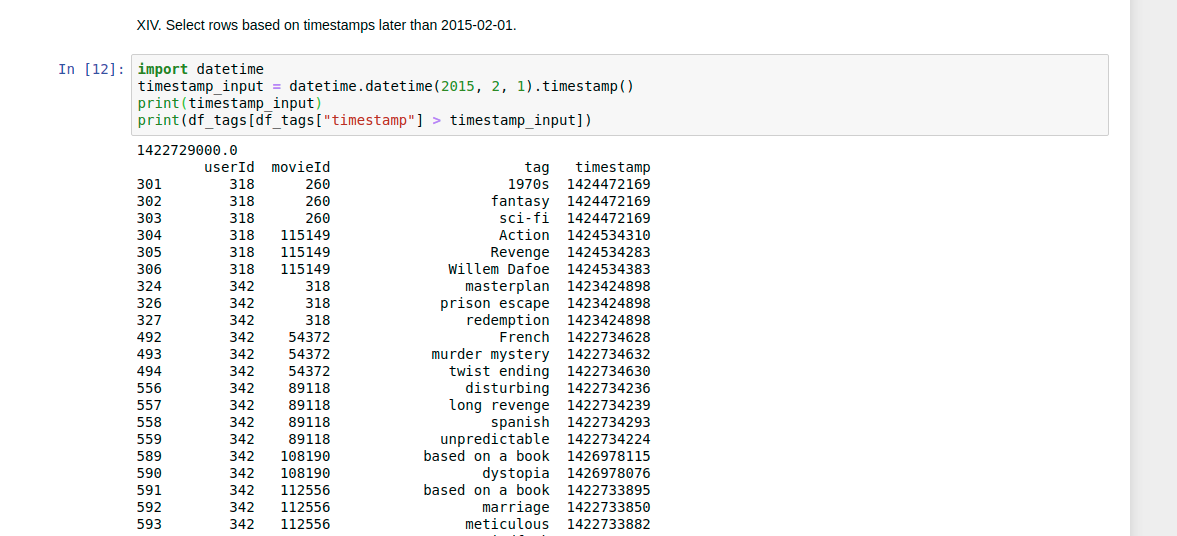 XIV. Select rows based on timestamps later than 2015-02-01.
In [12]: import datetime
timestamp_input = datetime.datetime(2015, 2, 1).timestamp()
print(timestamp_input)
print(df_tags[df_tags["timestamp"] > timestamp_input])
1422729000.0
userId movieId tag timestamp
301 318 260 1970s 1424472169
302 318 260 fantasy 1424472169
303 318 260 sci-fi 1424472169
304 318 115149 Action 1424534310
305 318 115149 Revenge 1424534283
306 318 115149 Willem Dafoe 1424534383
324 342 318 masterplan 1423424898
326 342 318 prison escape 1423424898
327 342 318 redemption 1423424898
492 342 54372 French 1422734628
493 342 54372 murder mystery 1422734632
494 342 54372 twist ending 1422734630
556 342 89118 disturbing 1422734236
557 342 89118 long revenge 1422734239
558 342 89118 spanish 1422734293
559 342 89118 unpredictable 1422734224
589 342 108190 based on a book 1426978115
590 342 108190 dystopia 1426978076
591 342 112556 based on a book 1422733895
592 342 112556 marriage 1422733850
593 342 112556 meticulous 1422733882